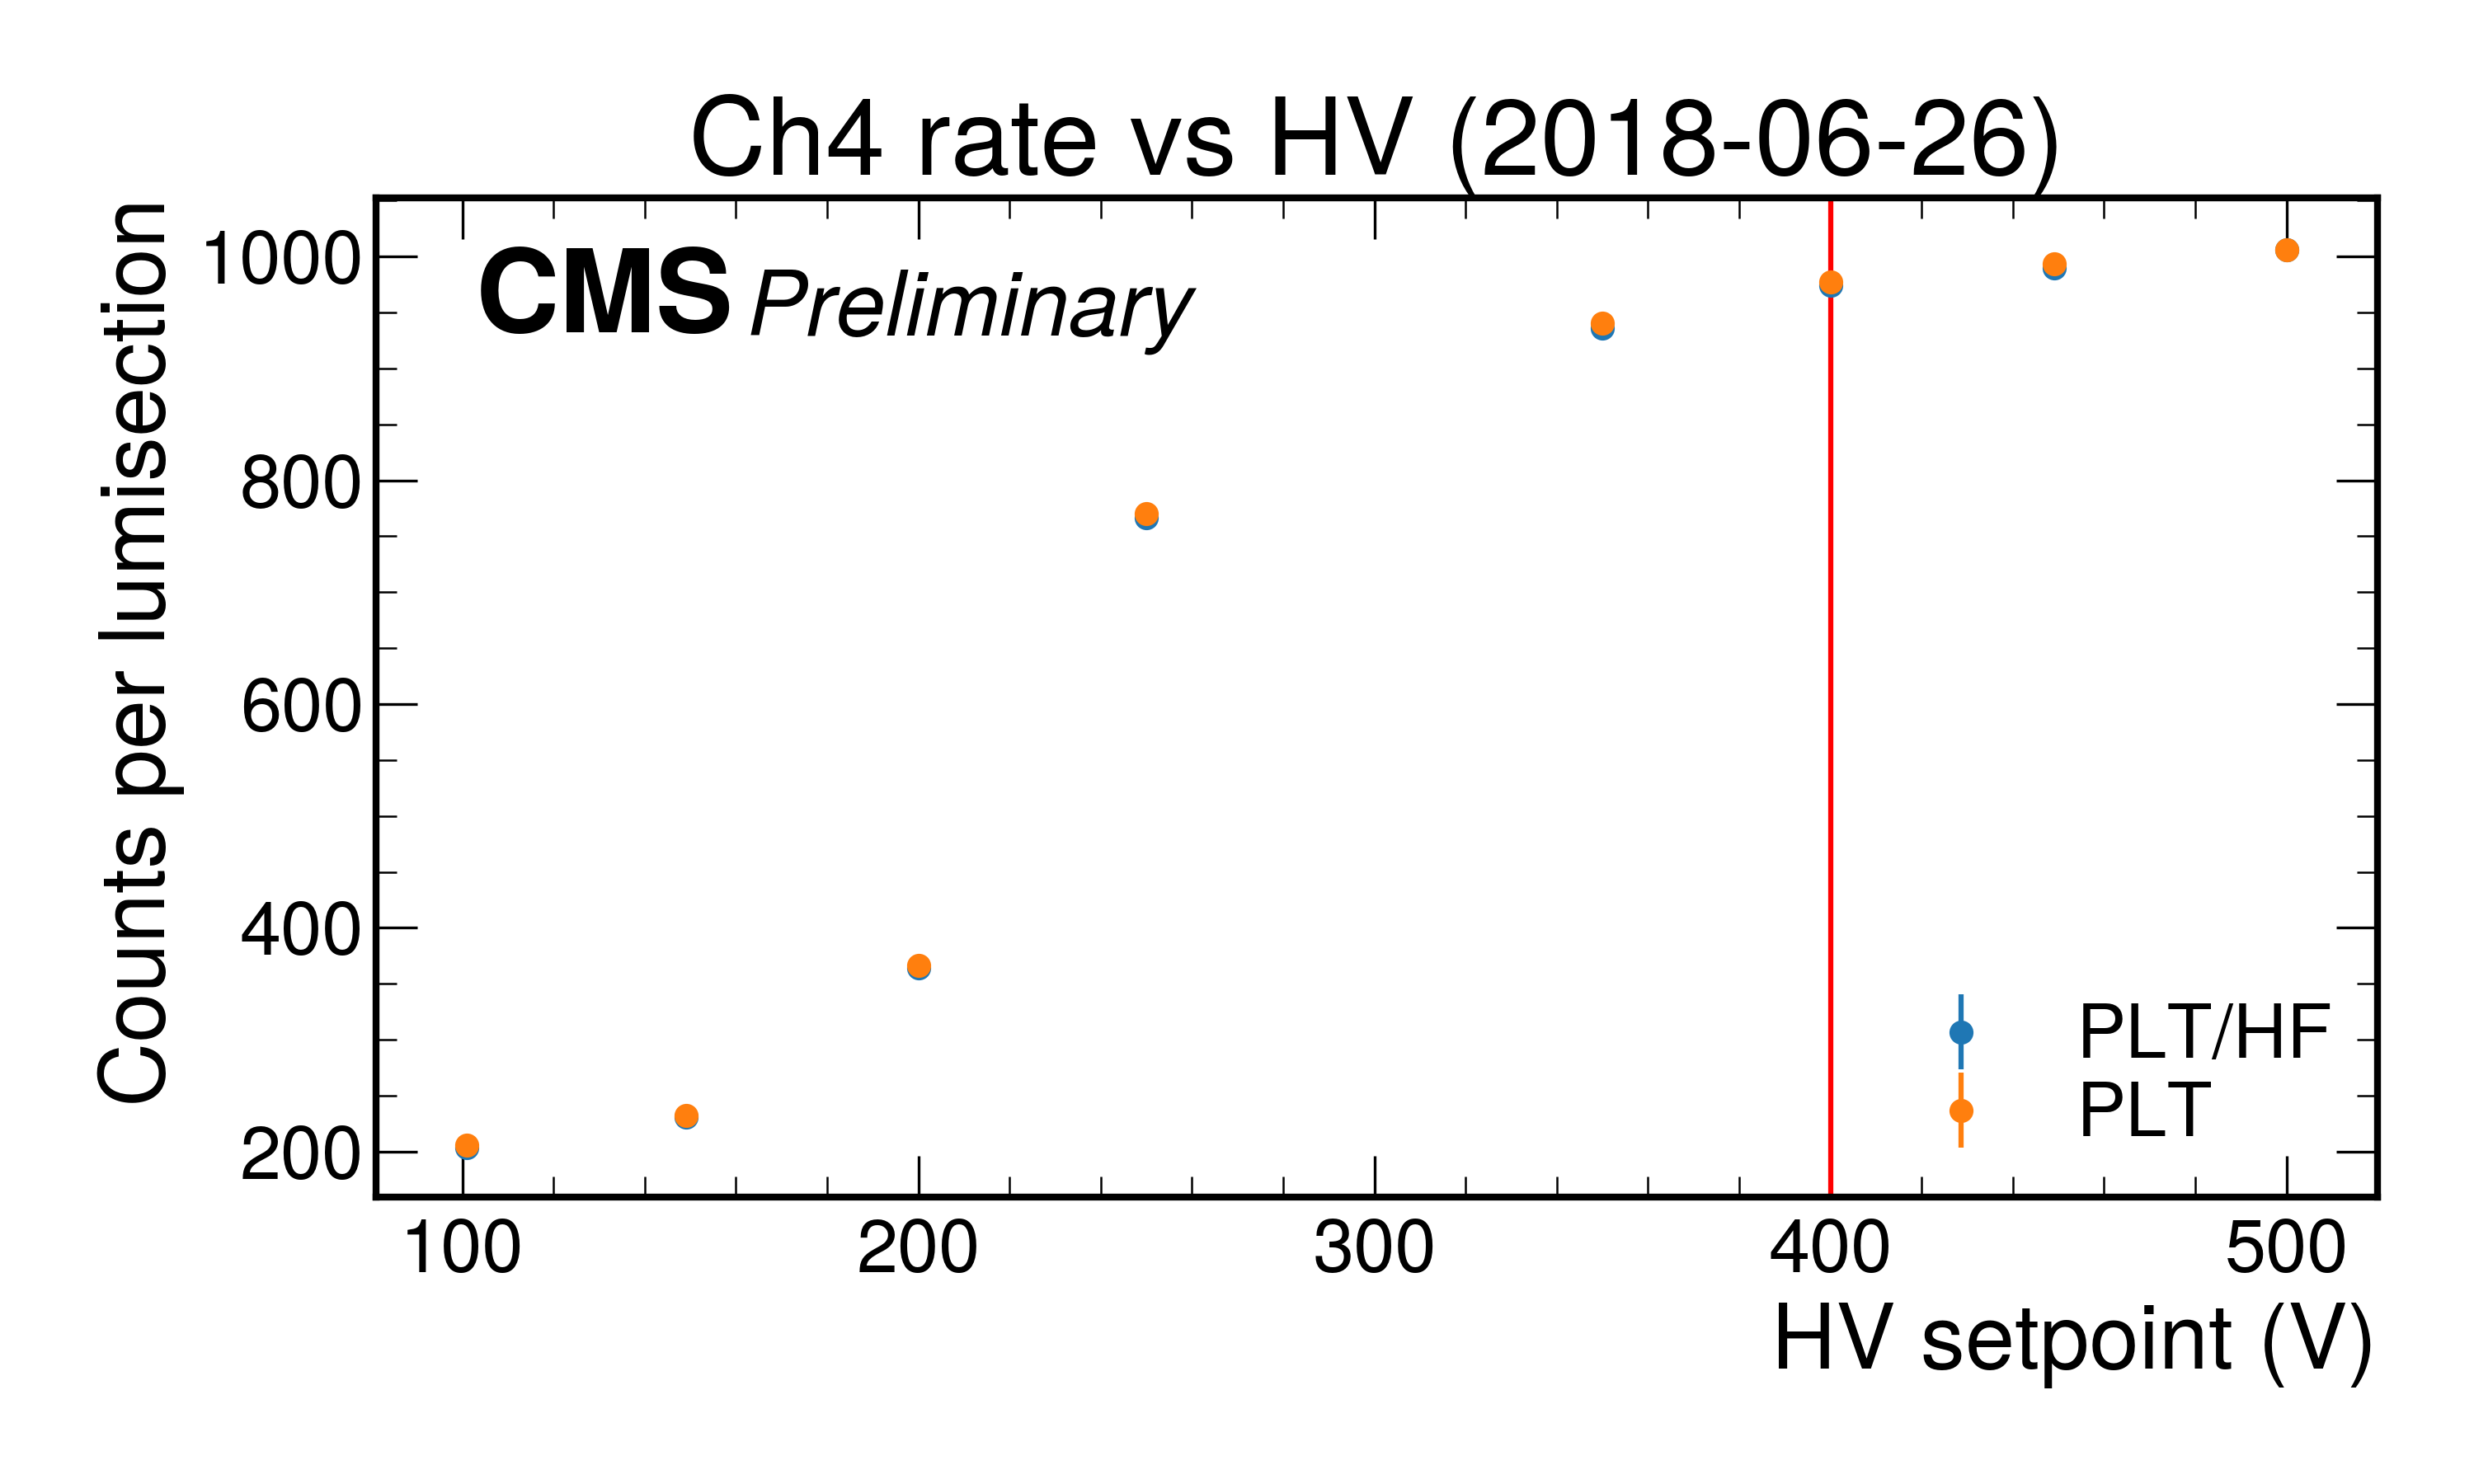 Ch4 rate vs HV (2018-06-26)
CMS Preliminary
Counts per lumisection
1000
800
600
400
200
PLT/HF
PLT
100 200 300 400 500
HV setpoint (V)